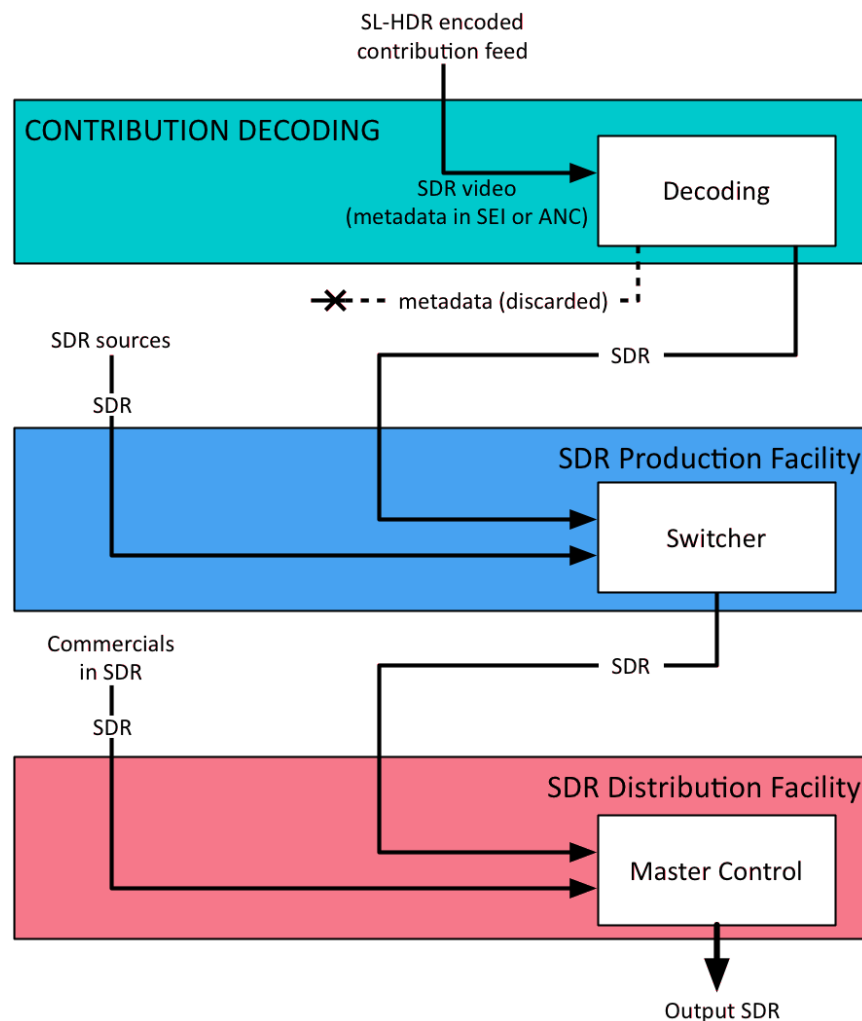 SL-HDR encoded
contribution feed
CONTRIBUTION DECODING
SDR video
(metadata in SEI or ANC)
Decoding
metadata (discarded)
SDR sources
SDR
SDR
SDR Production Facility
Switcher
Commercials
in SDR
SDR
SDR
SDR Distribution Facility
Master Control
Output SDR